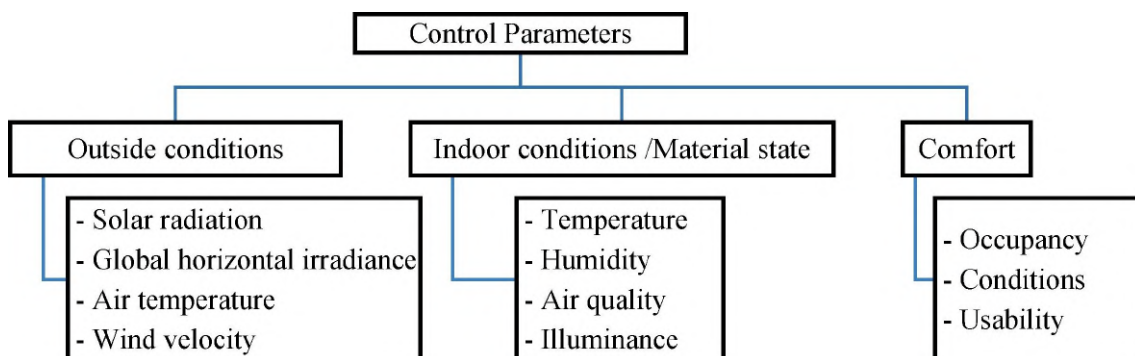 Control Parameters
Outside conditions
Indoor conditions /Material state
Comfort
- Solar radiation
- Global horizontal irradiance
- Air temperature
- Wind velocity
- Temperature
- Humidity
- Air quality
- Illuminance
- Occupancy
- Conditions
- Usability